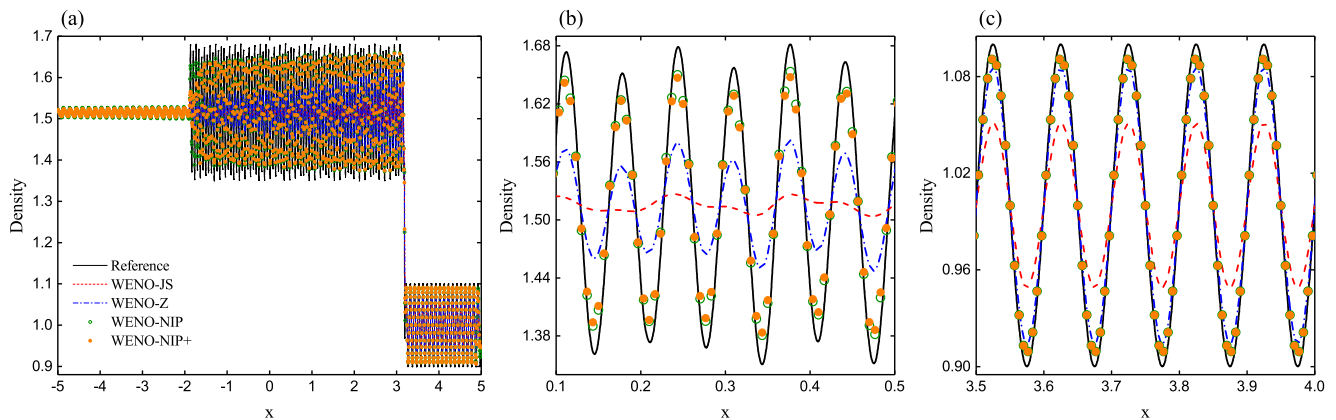 (a)
Density
1.7
1.6
1.5
1.4
1.3
1.2
1.1
1.0
0.9
Reference
WENO-JS
WENO-Z
WENO-NIP
WENO-NIP+
-5 -4 -3 -2 -1 0 1 2 3 4 5
x
(b)
Density
1.68
1.62
1.56
1.50
1.44
1.38
0.1 0.2 0.3 0.4 0.5
x
(c)
Density
1.08
1.02
0.96
0.90
3.5 3.6 3.7 3.8 3.9 4.0
x